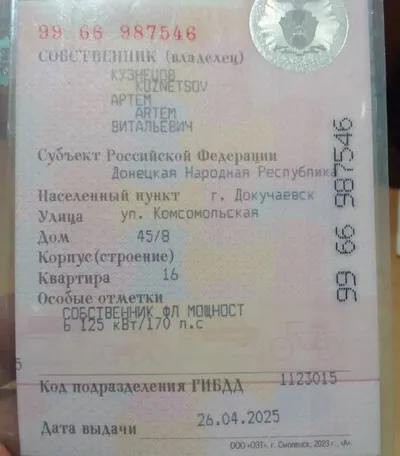 99 66 987546
СОБСТВЕННИК (владелец)
КУЗНЕЦОВ
KUZNETSOV
АРТЕМ
ARTEM
ВИТАЛЬЕВИЧ
Субъект Российской Федерации
Донецкая Народная Республика
Населенный пункт г. Докучаевск
Улица ул. Комсомольская
Дом 45/8
Корпус (строение)
Квартира 16
Особые отметки
СОБСТВЕННИК ФЛ МОЩНОСТ
Ь 125 кВт/170 л.с
Код подразделения ГИБДД 1123015
Дата выдачи 26.04.2025
ООО «ОЗТ», г. Смоленск, 2023 г., «А».
99 66 987546